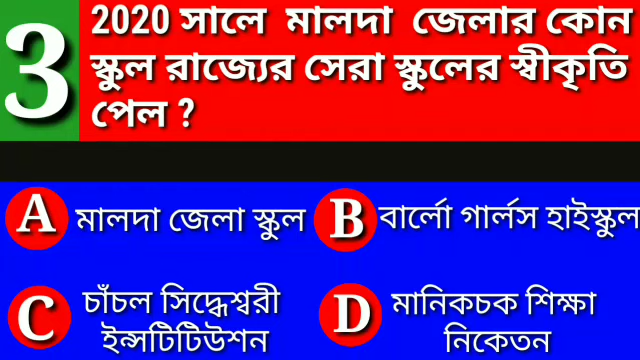 3
2020 সালে মালদা জেলার কোন
স্কুল রাজ্যের সেরা স্কুলের স্বীকৃতি
পেল ?
A মালদা জেলা স্কুল
B বার্লো গার্লস হাইস্কুল
C চাঁচল সিদ্ধেশ্বরী
ইন্সটিটিউশন
D মানিকচক শিক্ষা
নিকেতন